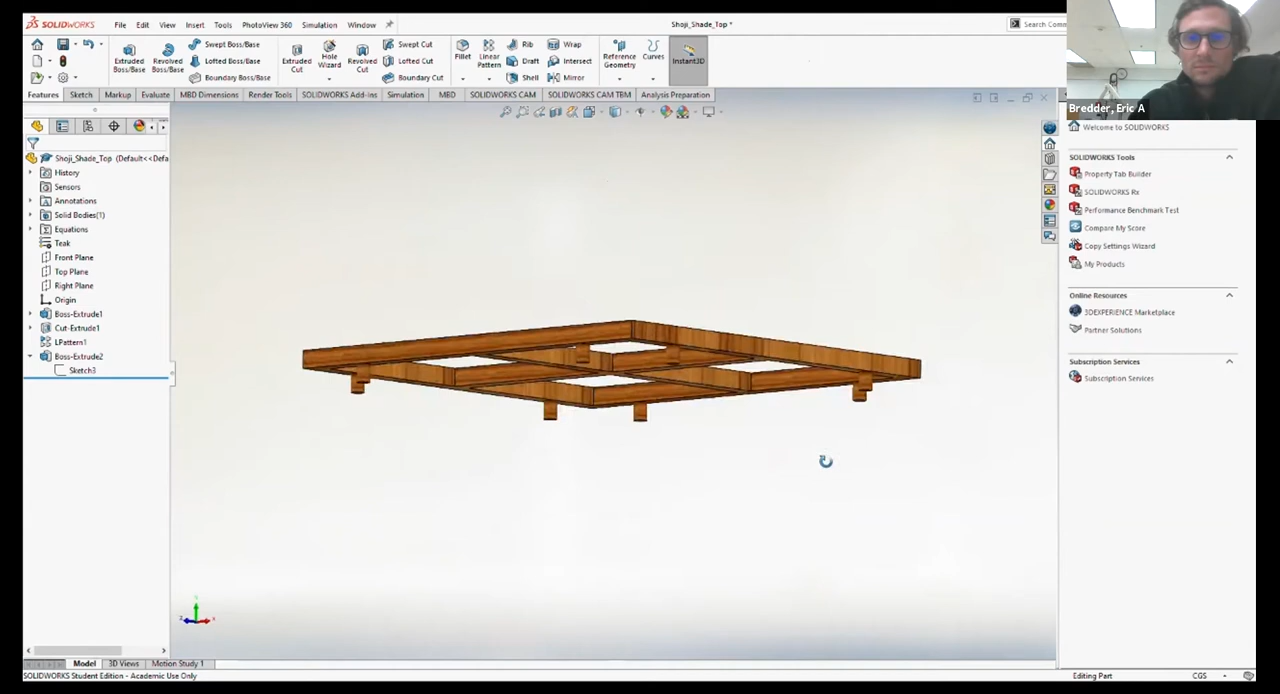 3S SOLIDWORKS File Edit View Insert Tools PhotoView 360 Simulation Window Shoji_Shade_Top * Search Comm
Extruded Boss/Base Revolved Boss/Base Swept Boss/Base Lofted Boss/Base Boundary Boss/Base Extruded Cut Hole Wizard Revolved Cut Swept Cut Lofted Cut Boundary Cut Fillet Linear Pattern Rib Draft Shell Wrap Intersect Mirror Reference Geometry Curves Instant3D
Features Sketch Markup Evaluate MBD Dimensions Render Tools SOLIDWORKS Add-Ins Simulation MBD SOLIDWORKS CAM SOLIDWORKS CAM TBM Analysis Preparation
Bredder, Eric A
Shoji_Shade_Top (Default<<Defa
History
Sensors
Annotations
Solid Bodies(1)
Equations
Teak
Front Plane
Top Plane
Right Plane
Origin
Boss-Extrude1
Cut-Extrude1
LPattern1
Boss-Extrude2
Sketch3
Welcome to SOLIDWORKS
SOLIDWORKS Tools
Property Tab Builder
SOLIDWORKS Rx
Performance Benchmark Test
Compare My Score
Copy Settings Wizard
My Products
Online Resources
3DEXPERIENCE Marketplace
Partner Solutions
Subscription Services
Subscription Services
Model 3D Views Motion Study 1
SOLIDWORKS Student Edition - Academic Use Only Editing Part CGS